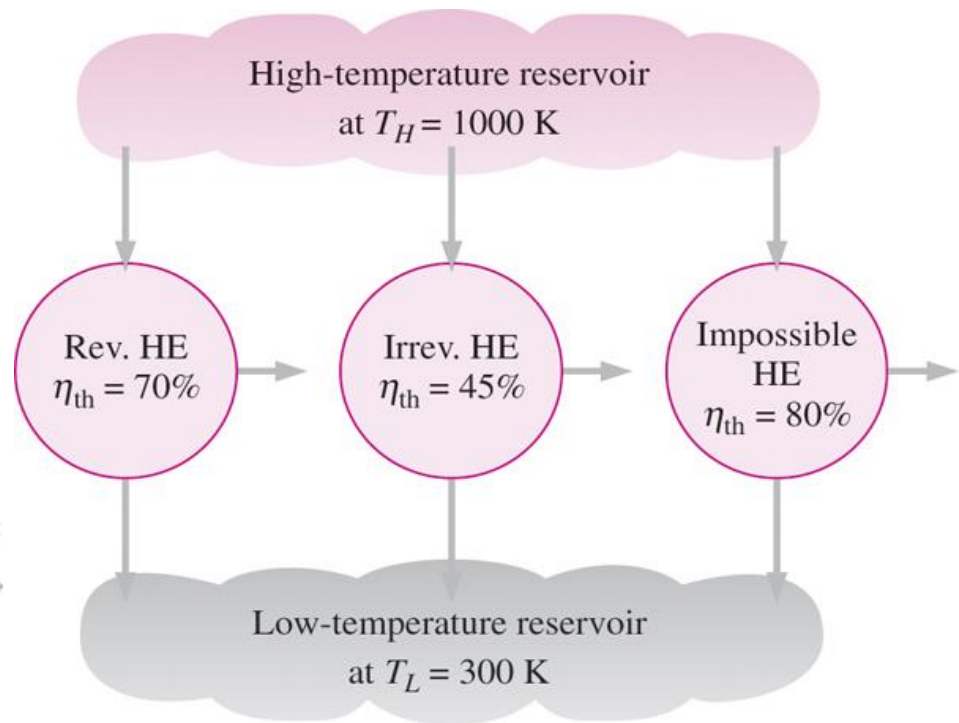 High-temperature reservoir
at T_H = 1000 K
Rev. HE
η_th = 70%
Irrev. HE
η_th = 45%
Impossible
HE
η_th = 80%
Low-temperature reservoir
at T_L = 300 K